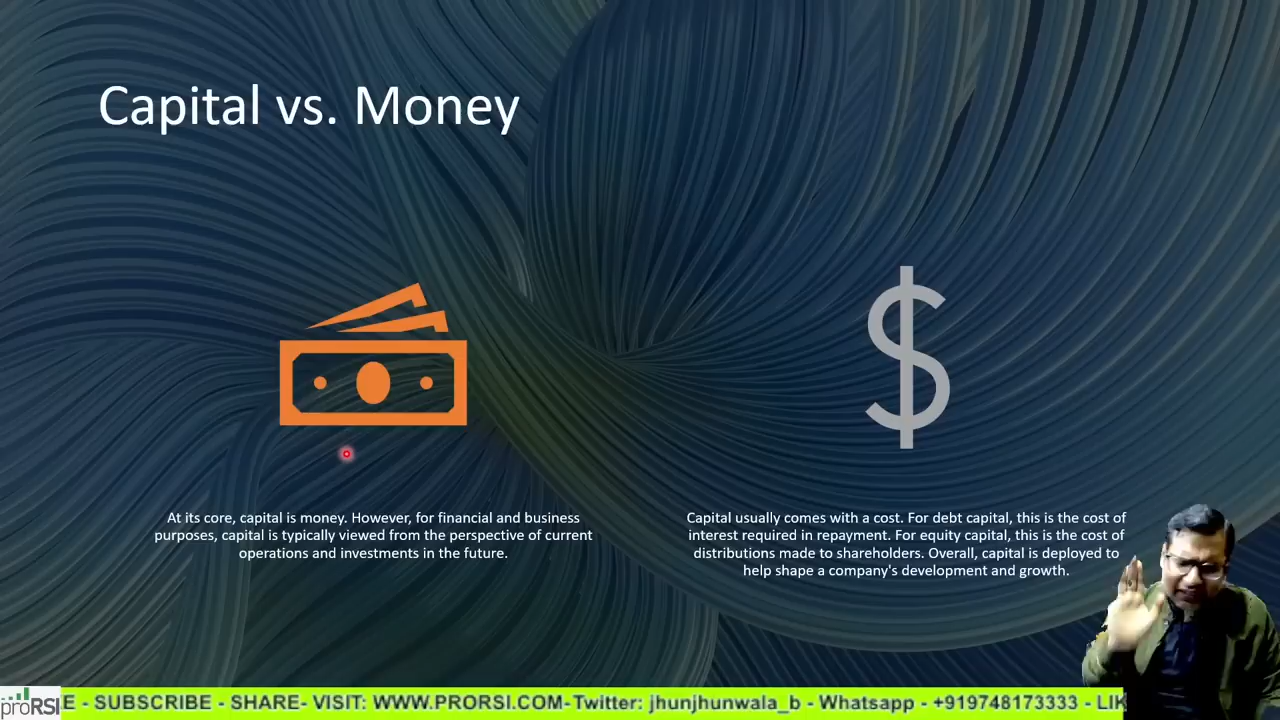 Capital vs. Money
At its core, capital is money. However, for financial and business
purposes, capital is typically viewed from the perspective of current
operations and investments in the future.
Capital usually comes with a cost. For debt capital, this is the cost of
interest required in repayment. For equity capital, this is the cost of
distributions made to shareholders. Overall, capital is deployed to
help shape a company's development and growth.
proRSI
E - SUBSCRIBE - SHARE- VISIT: WWW.PRORSI.COM-Twitter: jhunjhunwala_b - Whatsapp - +919748173333 - LIK